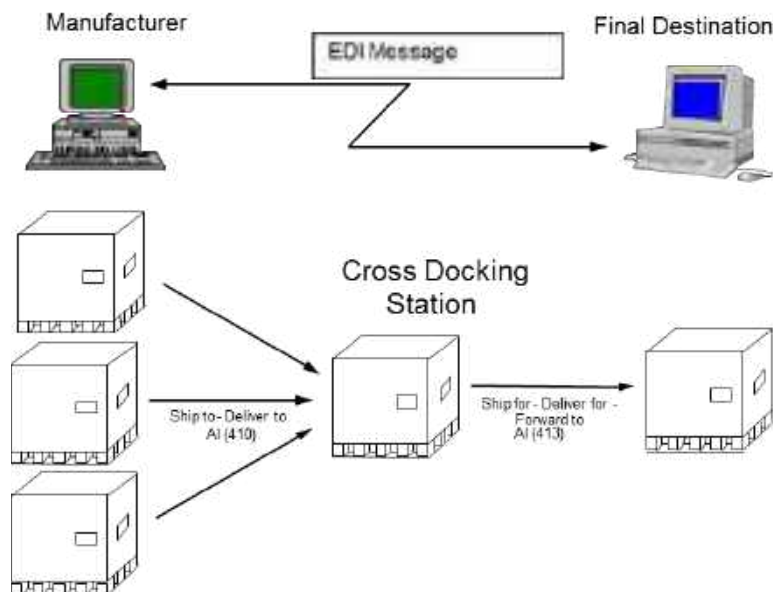 Manufacturer
EDI Message
Final Destination
Cross Docking
Station
Ship to - Deliver to
AI (410)
Ship for - Deliver for -
Forward to
AI (413)